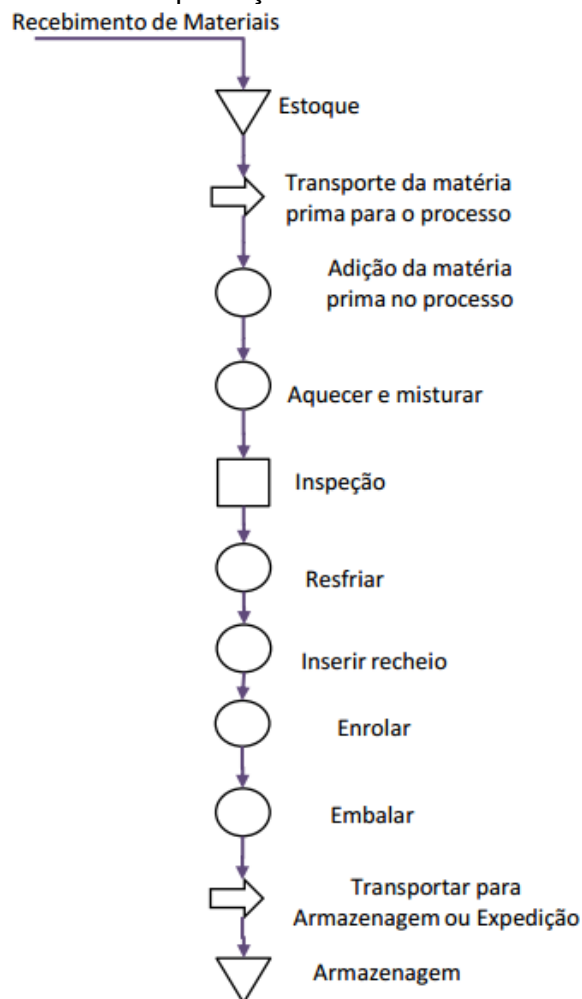 Recebimento de Materiais
Estoque
Transporte da matéria
prima para o processo
Adição da matéria
prima no processo
Aquecer e misturar
Inspeção
Resfriar
Inserir recheio
Enrolar
Embalar
Transportar para
Armazenagem ou Expedição
Armazenagem